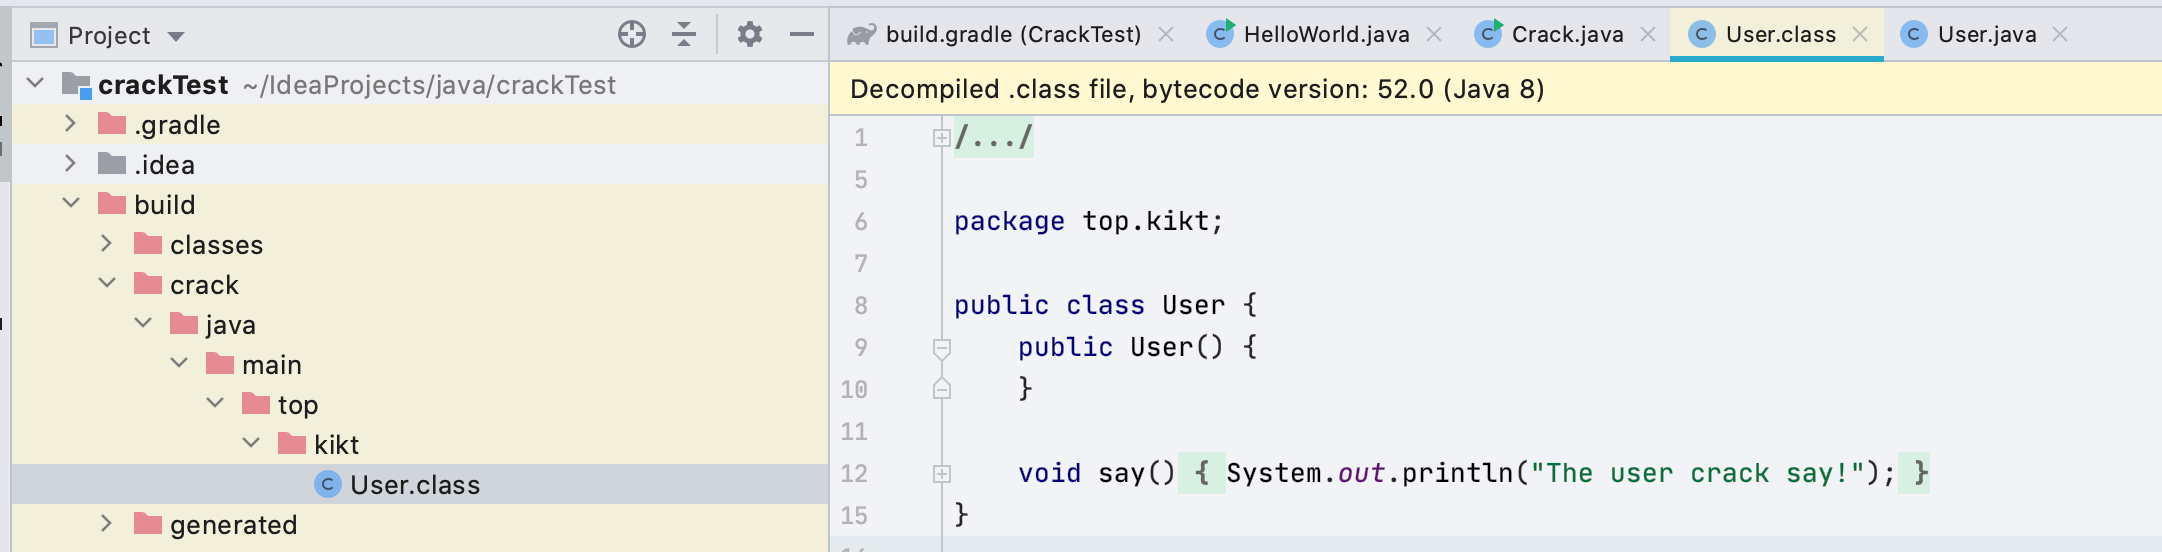 Project
build.gradle (CrackTest) HelloWorld.java Crack.java User.class User.java
crackTest ~/IdeaProjects/java/crackTest
.gradle
.idea
build
classes
crack
java
main
top
kikt
User.class
generated
Decompiled .class file, bytecode version: 52.0 (Java 8)
1 /.../
5
6 package top.kikt;
7
8 public class User {
9 public User() {
10 }
11
12 void say() { System.out.println("The user crack say!"); }
15 }